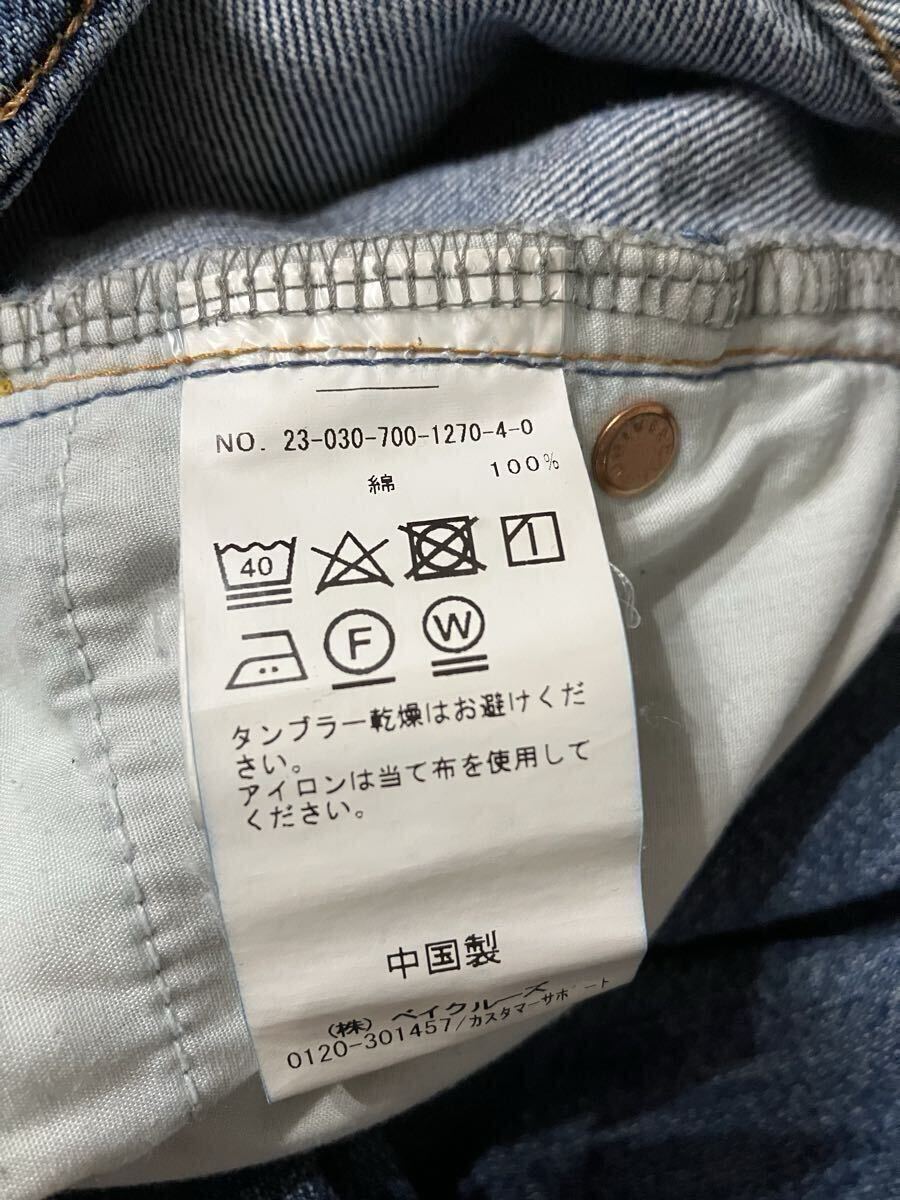 NO. 23-030-700-1270-4-0
綿 100%
40
F W
タンブラー乾燥はお避けくだ
さい。
アイロンは当て布を使用して
ください。
中国製
(株) ベイクルーズ
0120-301457/カスタマーサポート